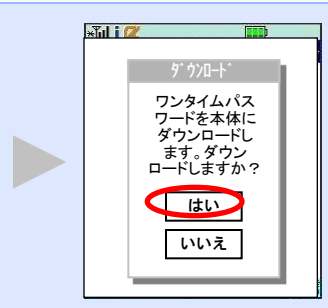 ﾀﾞｳﾝﾛｰﾄﾞ
ワンタイムパス
ワードを本体に
ダウンロードし
ます。ダウン
ロードしますか？
はい
いいえ